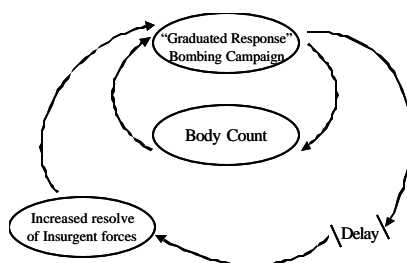 “Graduated Response”
Bombing Campaign
Body Count
Increased resolve
of Insurgent forces
\Delay\